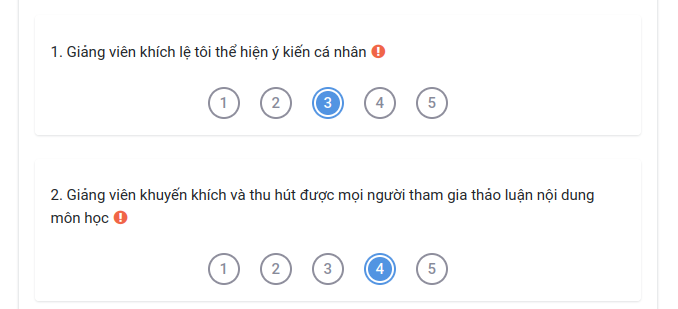 1. Giảng viên khích lệ tôi thể hiện ý kiến cá nhân !
1 2 3 4 5
2. Giảng viên khuyến khích và thu hút được mọi người tham gia thảo luận nội dung
môn học !
1 2 3 4 5